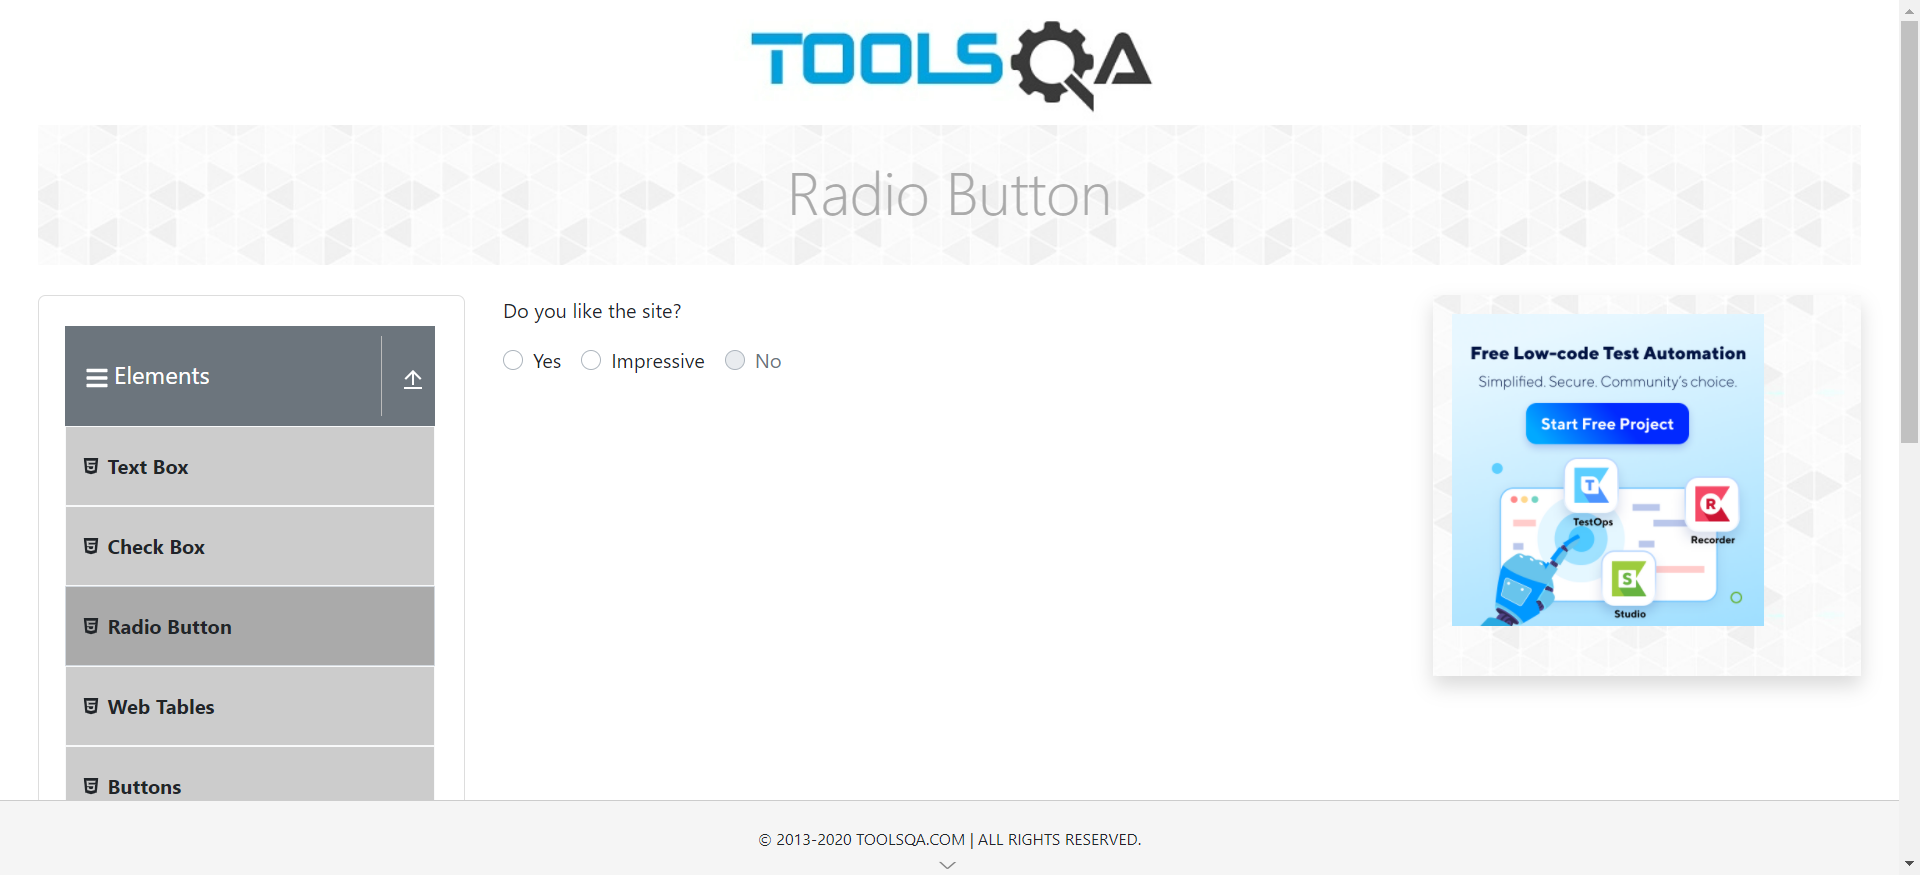 TOOLSQA
Radio Button
Elements
Text Box
Check Box
Radio Button
Web Tables
Buttons
Do you like the site?
Yes Impressive No
Free Low-code Test Automation
Simplified. Secure. Community's choice.
Start Free Project
T
TestOps
R
Recorder
S
Studio
© 2013-2020 TOOLSQA.COM | ALL RIGHTS RESERVED.